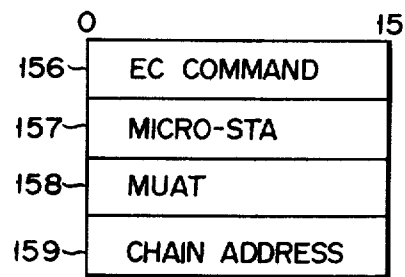 0 15
156 EC COMMAND
157 MICRO-STA
158 MUAT
159 CHAIN ADDRESS